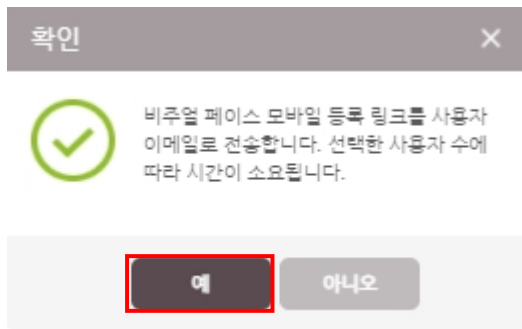 확인
비주얼 페이스 모바일 등록 링크를 사용자
이메일로 전송합니다. 선택한 사용자 수에
따라 시간이 소요됩니다.
예
아니오